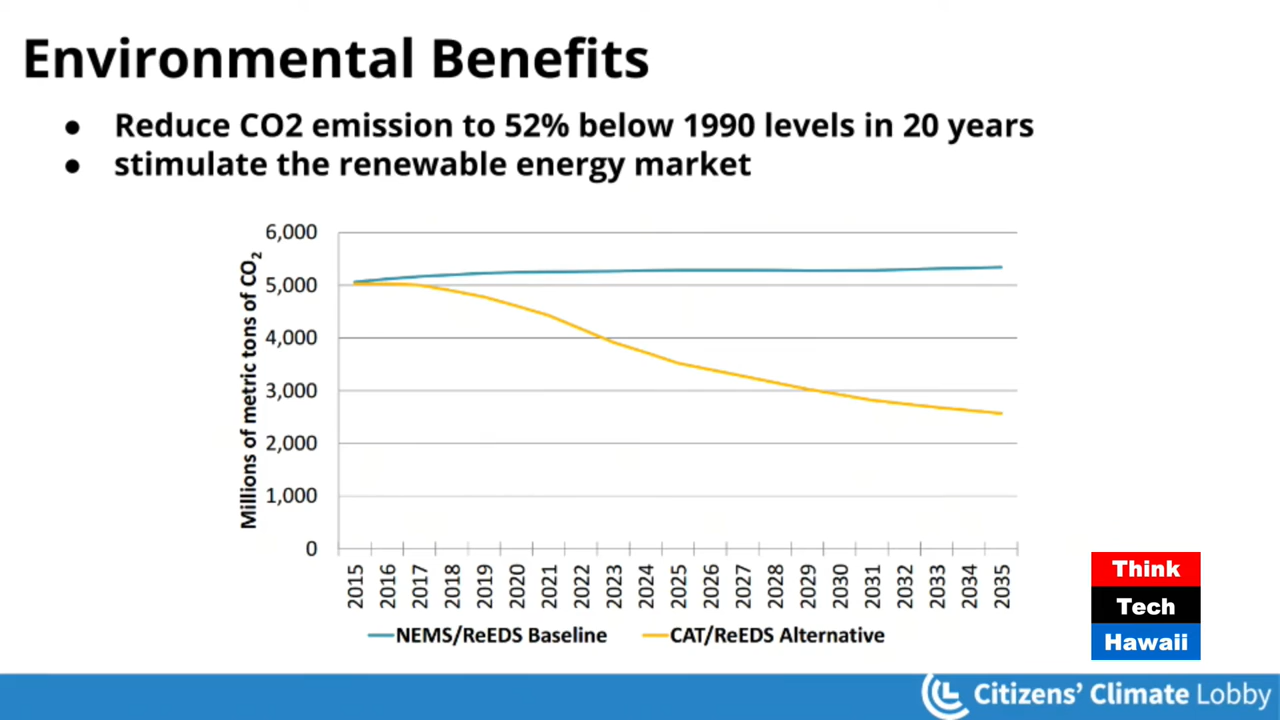 Environmental Benefits
● Reduce CO2 emission to 52% below 1990 levels in 20 years
● stimulate the renewable energy market
Millions of metric tons of CO₂
6,000
5,000
4,000
3,000
2,000
1,000
0
2015 2016 2017 2018 2019 2020 2021 2022 2023 2024 2025 2026 2027 2028 2029 2030 2031 2032 2033 2034 2035
NEMS/ReEDS Baseline CAT/ReEDS Alternative
Think
Tech
Hawaii
Citizens’ Climate Lobby